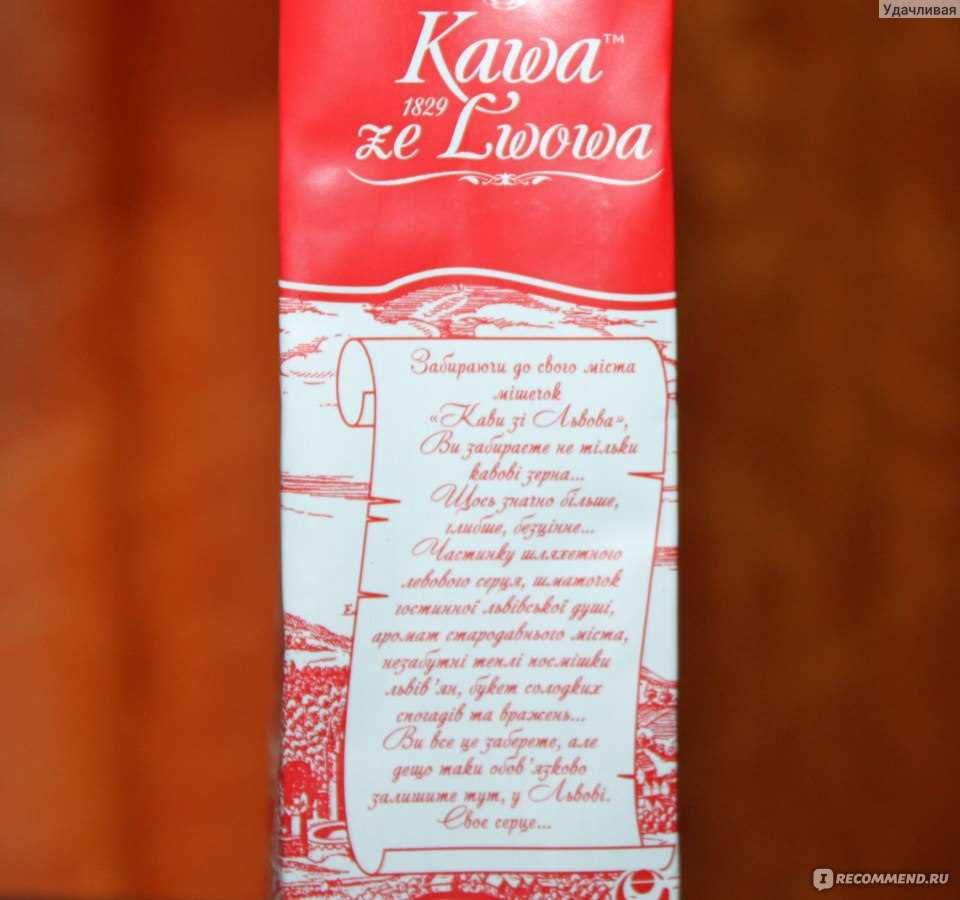 Удачливая
Kawa™
1829
ze Lwowa
Забираючи до свого міста
мішечок
«Кави зі Львова»,
Ви забираєте не тільки
кавові зерна...
Щось значно більше,
глибше, безцінне...
Частинку шляхетного
левового серця, шматочок
гостинної львівської душі,
аромат стародавнього міста,
незабутні теплі посмішки
львів'ян, букет солодких
спогадів та вражень...
Ви все це заберете, але
дещо таки обов'язково
залишите тут, у Львові.
Своє серце...
IRECOMMEND.RU